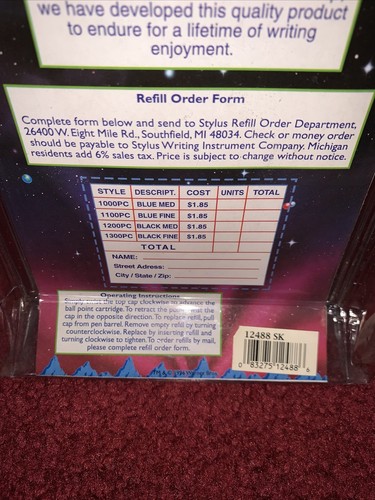 we have developed this quality product
to endure for a lifetime of writing
enjoyment.
Refill Order Form
Complete form below and send to Stylus Refill Order Department,
26400 W. Eight Mile Rd., Southfield, MI 48034. Check or money order
should be payable to Stylus Writing Instrument Company. Michigan
residents add 6% sales tax. Price is subject to change without notice.
STYLE DESCRIPT. COST UNITS TOTAL
1000PC BLUE MED $1.85
1100PC BLUE FINE $1.85
1200PC BLACK MED $1.85
1300PC BLACK FINE $1.85
TOTAL
NAME:
Street Adress:
City / State / Zip:
Operating Instructions
Simply twist the top cap clockwise to advance the
ball point cartridge. To retract the point, twist the
cap in the opposite direction. To replace refill, pull
cap from pen barrel. Remove empty refill by turning
counterclockwise. Replace by inserting refill and
turning clockwise to tighten. To order refills by mail,
please complete refill order form.
12488 SK
0 83275 12488 6